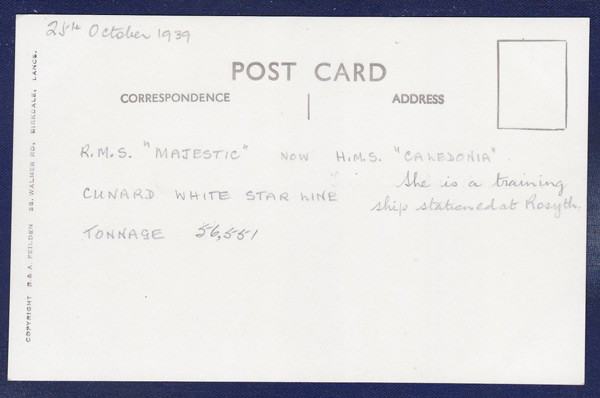 25th October 1939
POST CARD
CORRESPONDENCE
ADDRESS
R.M.S. "MAJESTIC" NOW H.M.S. "CALEDONIA"
She is a training
ship stationed at Rosyth.
CUNARD WHITE STAR LINE
TONNAGE 56,551
COPYRIGHT B & A FEILDEN 25, WALMER RD., BIRKDALE, LANCS.